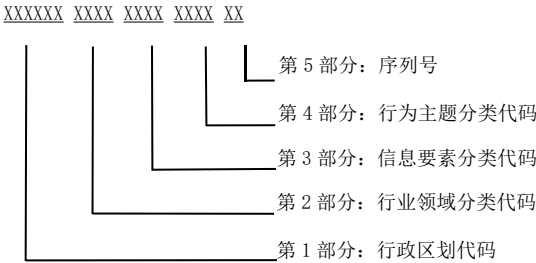 XXXXXX XXXX XXXX XXXX XX
第5部分：序列号
第4部分：行为主题分类代码
第3部分：信息要素分类代码
第2部分：行业领域分类代码
第1部分：行政区划代码